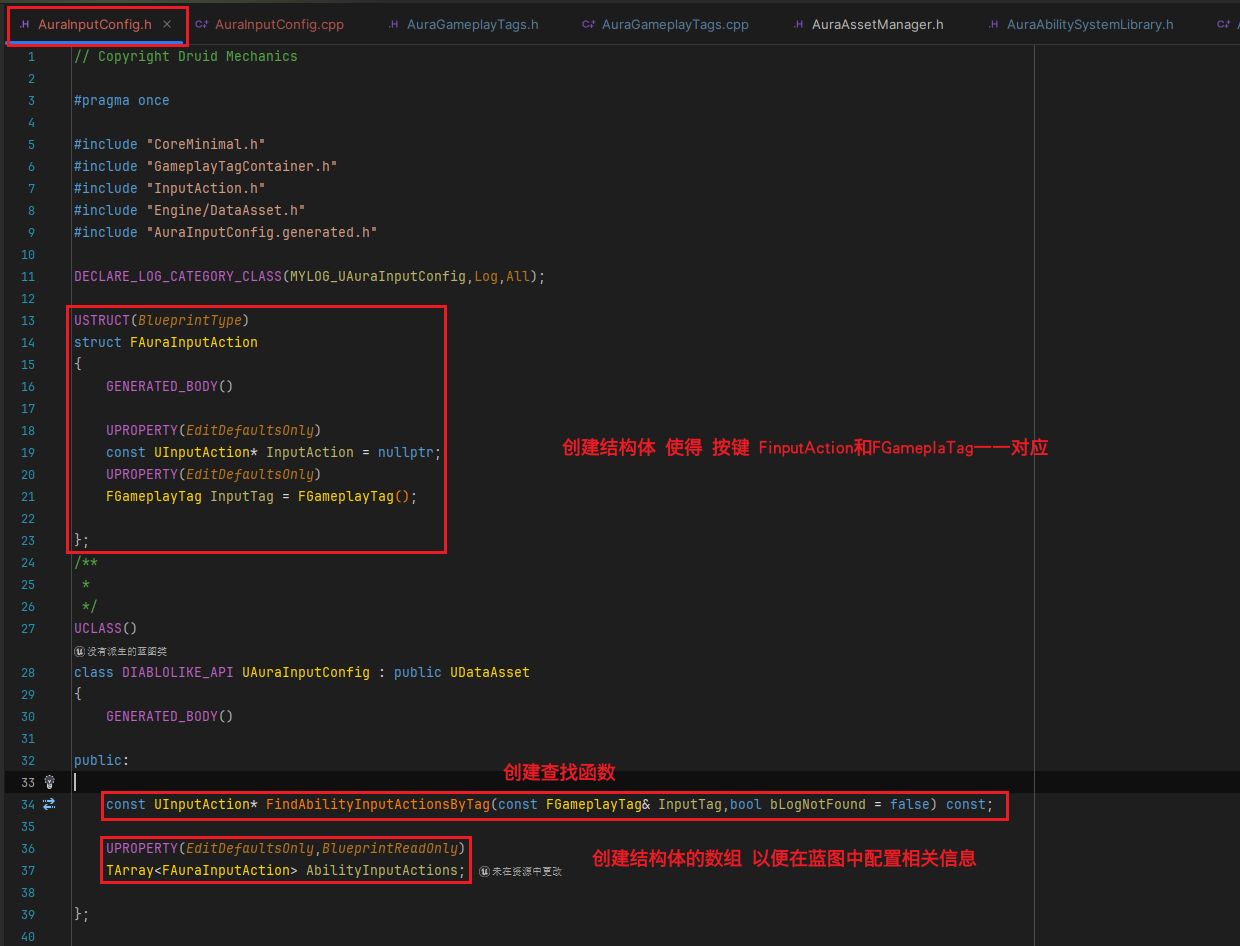 AuraInputConfig.h AuraInputConfig.cpp AuraGameplayTags.h AuraGameplayTags.cpp AuraAssetManager.h AuraAbilitySystemLibrary.h
1 // Copyright Druid Mechanics
2
3 #pragma once
4
5 #include "CoreMinimal.h"
6 #include "GameplayTagContainer.h"
7 #include "InputAction.h"
8 #include "Engine/DataAsset.h"
9 #include "AuraInputConfig.generated.h"
10
11 DECLARE_LOG_CATEGORY_CLASS(MYLOG_UAuraInputConfig,Log,All);
12
13 USTRUCT(BlueprintType)
14 struct FAuraInputAction
15 {
16 GENERATED_BODY()
17
18 UPROPERTY(EditDefaultsOnly)
19 const UInputAction* InputAction = nullptr;
创建结构体 使得 按键 FinputAction和FGameplaTag一一对应
20 UPROPERTY(EditDefaultsOnly)
21 FGameplayTag InputTag = FGameplayTag();
22
23 };
24 /**
25 *
26 */
27 UCLASS()
没有派生的蓝图类
28 class DIABLOLIKE_API UAuraInputConfig : public UDataAsset
29 {
30 GENERATED_BODY()
31
32 public:
创建查找函数
33
34 const UInputAction* FindAbilityInputActionsByTag(const FGameplayTag& InputTag,bool bLogNotFound = false) const;
35
36 UPROPERTY(EditDefaultsOnly,BlueprintReadOnly)
创建结构体的数组 以便在蓝图中配置相关信息
37 TArray<FAuraInputAction> AbilityInputActions; 未在资源中更改
38
39 };
40